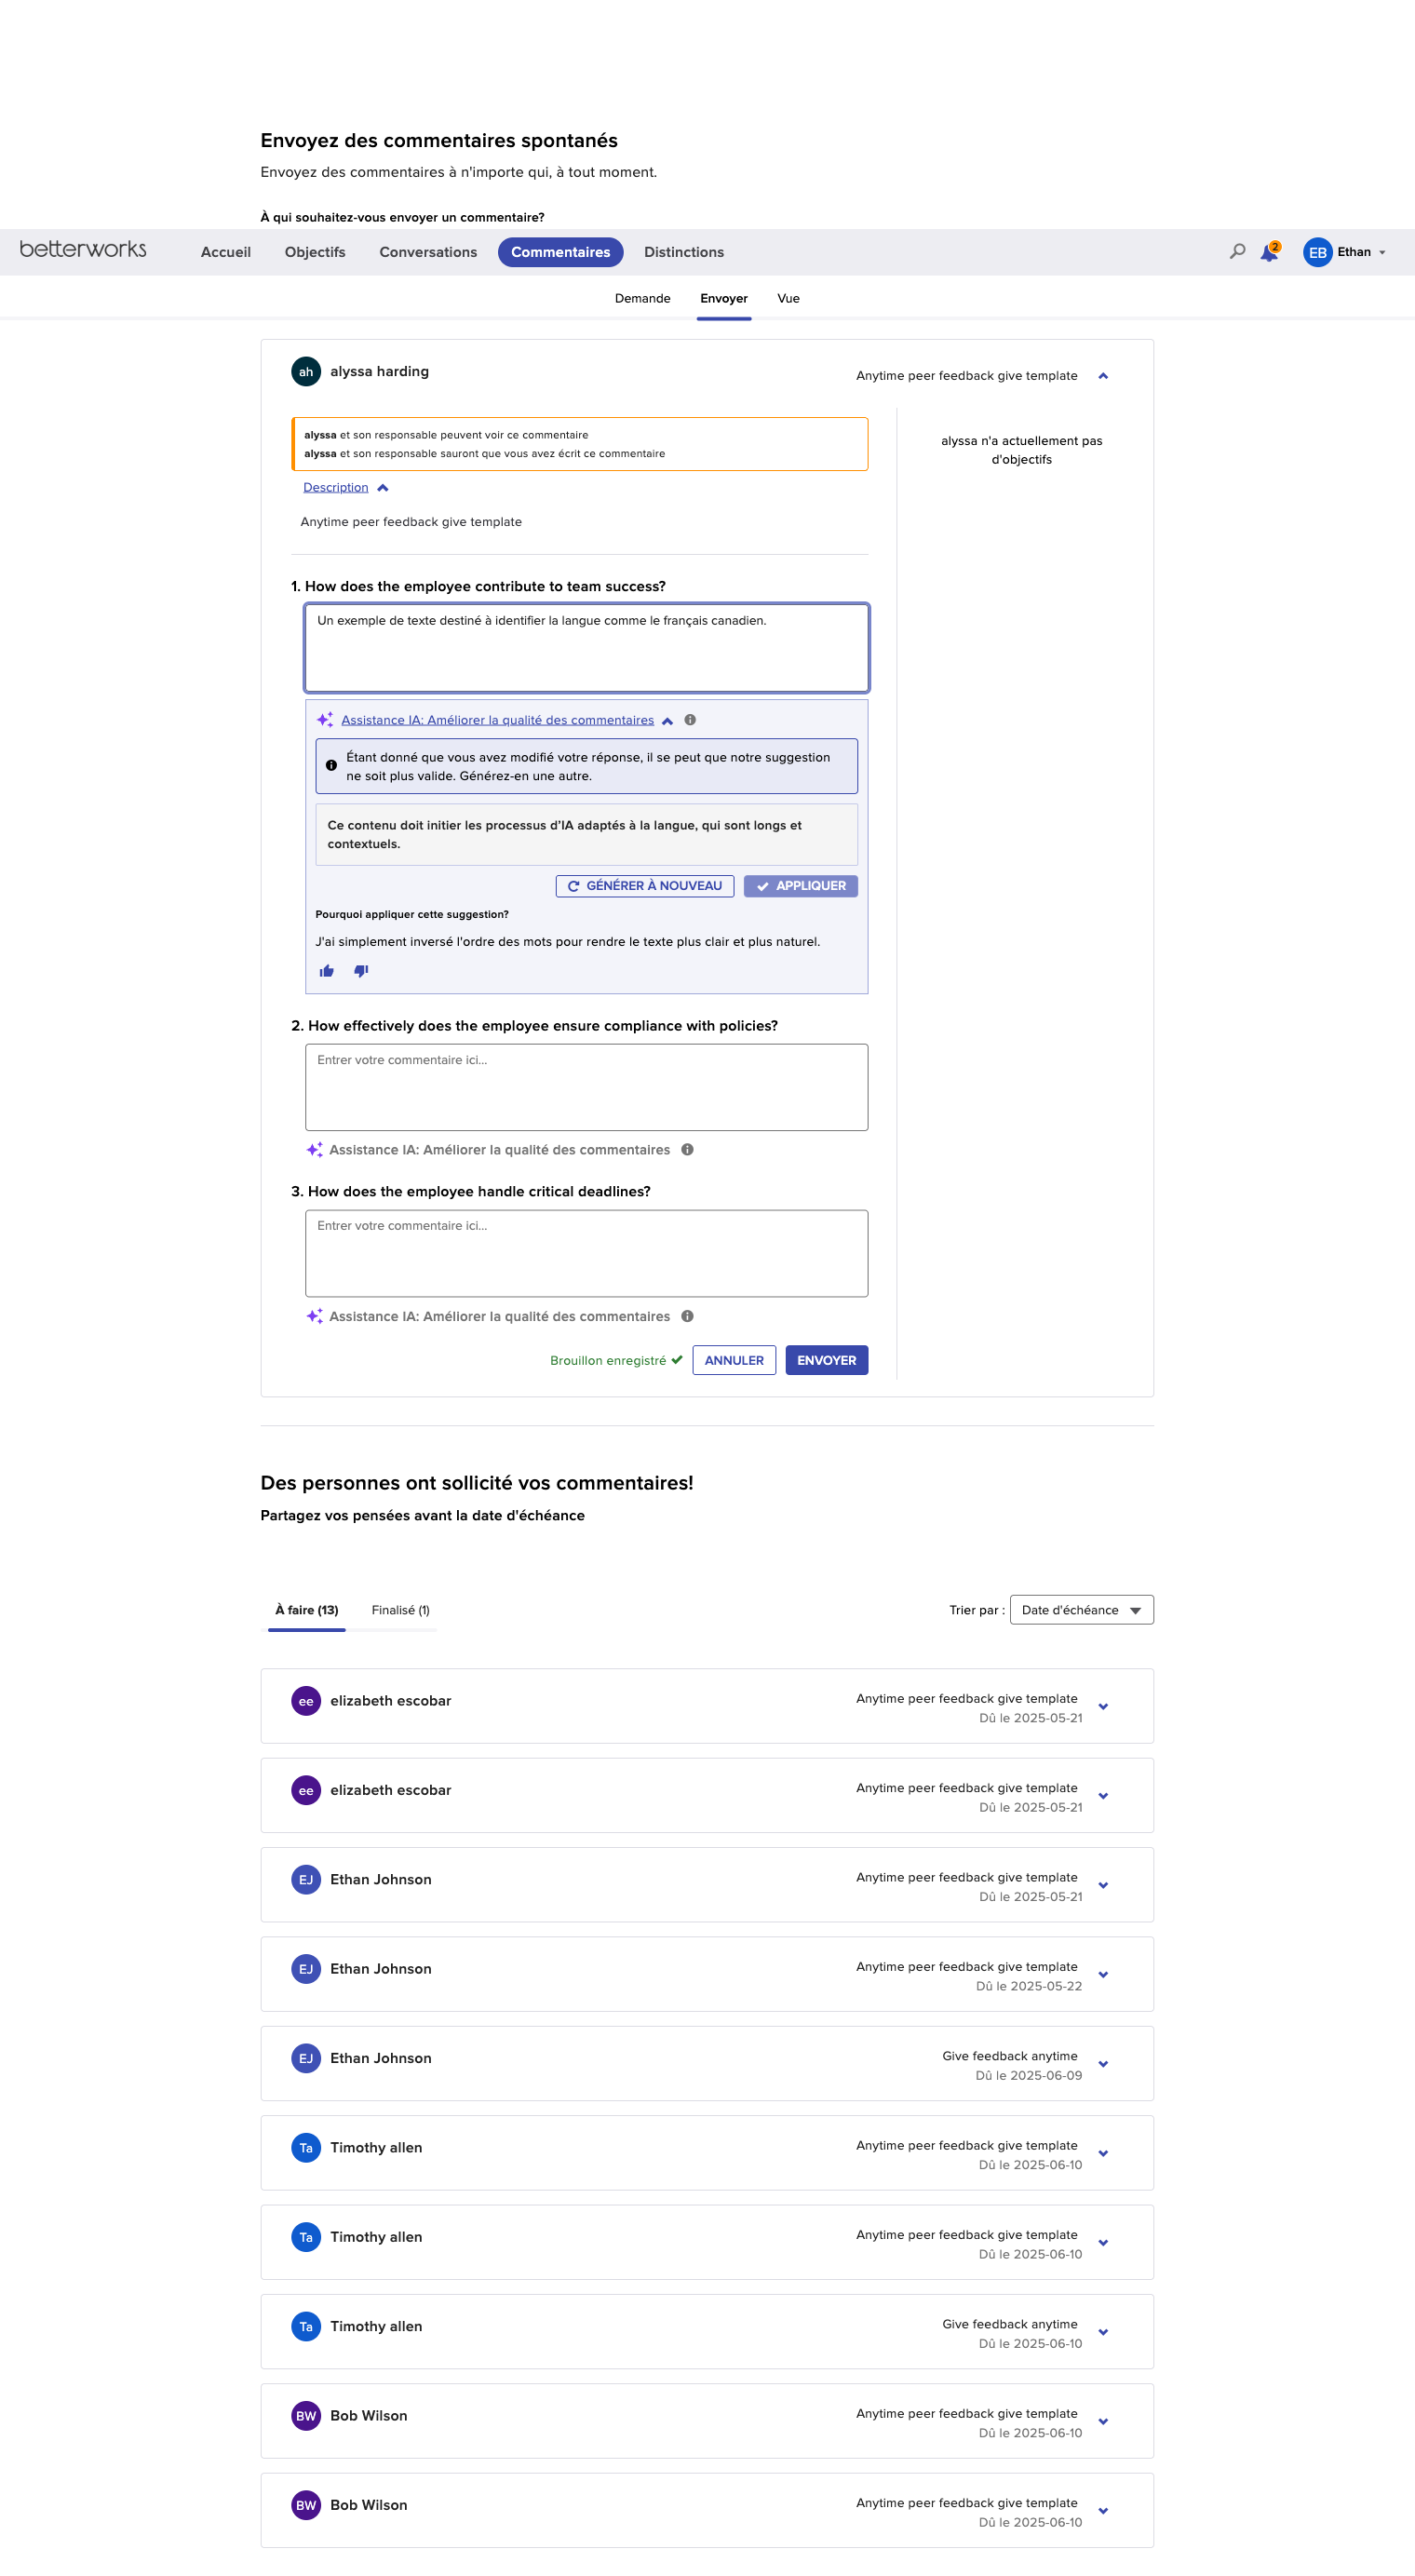 Envoyez des commentaires spontanés
Envoyez des commentaires à n'importe qui, à tout moment.
À qui souhaitez-vous envoyer un commentaire?
betterworks
Accueil
Objectifs
Conversations
Commentaires
Distinctions
2
EB
Ethan
Demande
Envoyer
Vue
ah
alyssa harding
Anytime peer feedback give template
alyssa et son responsable peuvent voir ce commentaire
alyssa et son responsable sauront que vous avez écrit ce commentaire
alyssa n'a actuellement pas
d'objectifs
Description
Anytime peer feedback give template
1. How does the employee contribute to team success?
Un exemple de texte destiné à identifier la langue comme le français canadien.
Assistance IA: Améliorer la qualité des commentaires
Étant donné que vous avez modifié votre réponse, il se peut que notre suggestion
ne soit plus valide. Générez-en une autre.
Ce contenu doit initier les processus d'IA adaptés à la langue, qui sont longs et
contextuels.
GÉNÉRER À NOUVEAU
APPLIQUER
Pourquoi appliquer cette suggestion?
J'ai simplement inversé l'ordre des mots pour rendre le texte plus clair et plus naturel.
2. How effectively does the employee ensure compliance with policies?
Entrer votre commentaire ici...
Assistance IA: Améliorer la qualité des commentaires
3. How does the employee handle critical deadlines?
Entrer votre commentaire ici...
Assistance IA: Améliorer la qualité des commentaires
Brouillon enregistré
ANNULER
ENVOYER
Des personnes ont sollicité vos commentaires!
Partagez vos pensées avant la date d'échéance
À faire (13)
Finalisé (1)
Trier par :
Date d'échéance
ee
elizabeth escobar
Anytime peer feedback give template
Dû le 2025-05-21
ee
elizabeth escobar
Anytime peer feedback give template
Dû le 2025-05-21
EJ
Ethan Johnson
Anytime peer feedback give template
Dû le 2025-05-21
EJ
Ethan Johnson
Anytime peer feedback give template
Dû le 2025-05-22
EJ
Ethan Johnson
Give feedback anytime
Dû le 2025-06-09
Ta
Timothy allen
Anytime peer feedback give template
Dû le 2025-06-10
Ta
Timothy allen
Anytime peer feedback give template
Dû le 2025-06-10
Ta
Timothy allen
Give feedback anytime
Dû le 2025-06-10
BW
Bob Wilson
Anytime peer feedback give template
Dû le 2025-06-10
BW
Bob Wilson
Anytime peer feedback give template
Dû le 2025-06-10